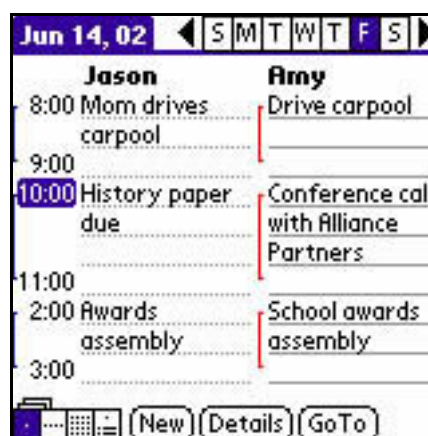 Jun 14, 02 S M T W T F S
Jason Amy
8:00 Mom drives Drive carpool
carpool
9:00
10:00 History paper Conference cal
due with Alliance
Partners
11:00
2:00 Awards School awards
assembly assembly
3:00
New Details GoTo